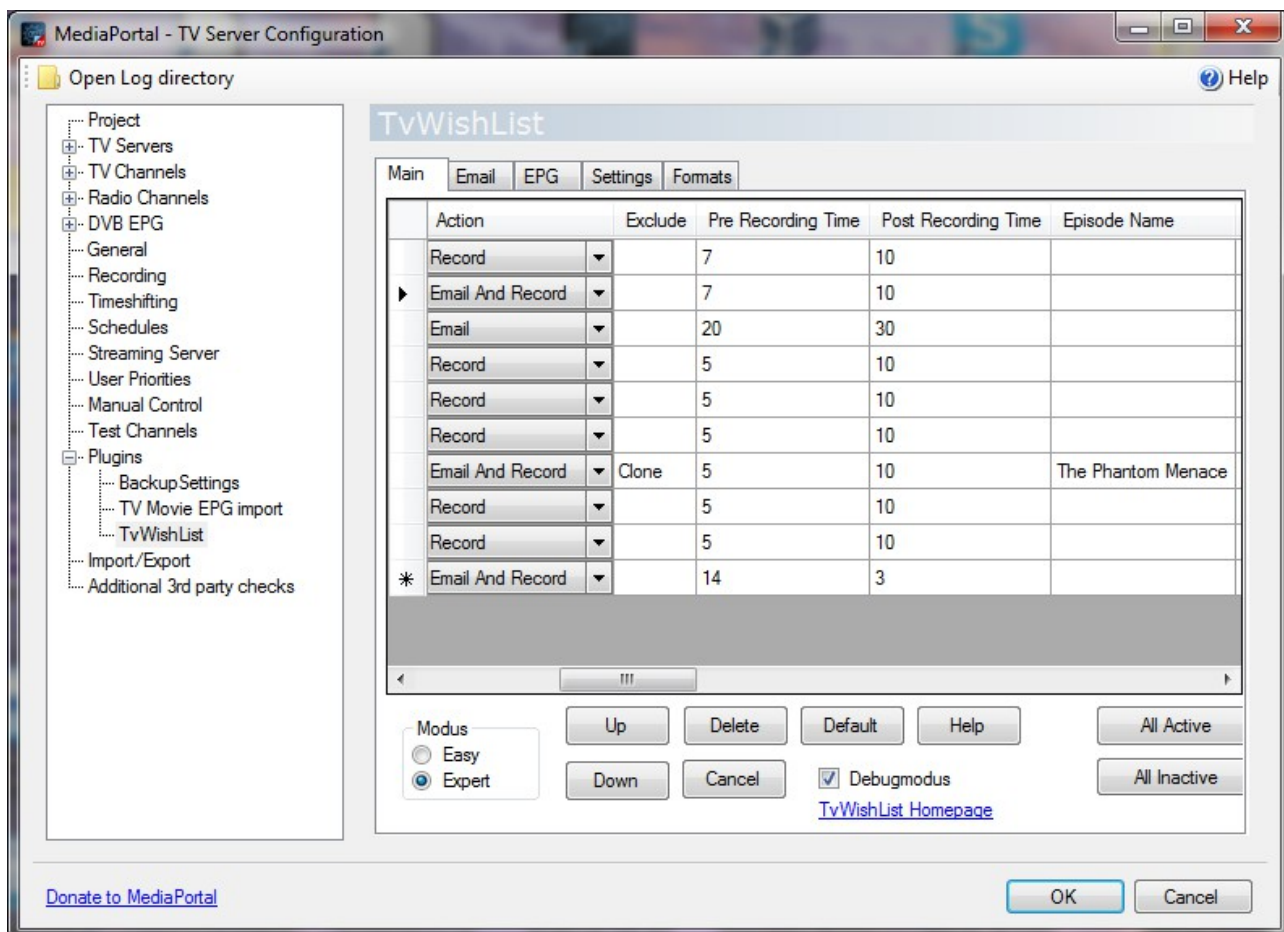 MediaPortal - TV Server Configuration
Open Log directory
Help
Project
TV Servers
TV Channels
Radio Channels
DVB EPG
General
Recording
Timeshifting
Schedules
Streaming Server
User Priorities
Manual Control
Test Channels
Plugins
BackupSettings
TV Movie EPG import
TvWishList
Import/Export
Additional 3rd party checks
TvWishList
Main Email EPG Settings Formats
Action Exclude Pre Recording Time Post Recording Time Episode Name
Record 7 10
Email And Record 7 10
Email 20 30
Record 5 10
Record 5 10
Record 5 10
Email And Record Clone 5 10 The Phantom Menace
Record 5 10
Record 5 10
Email And Record 14 3
Modus
Easy
Expert
Up Delete Default Help All Active
Down Cancel Debugmodus All Inactive
TvWishList Homepage
Donate to MediaPortal
OK Cancel